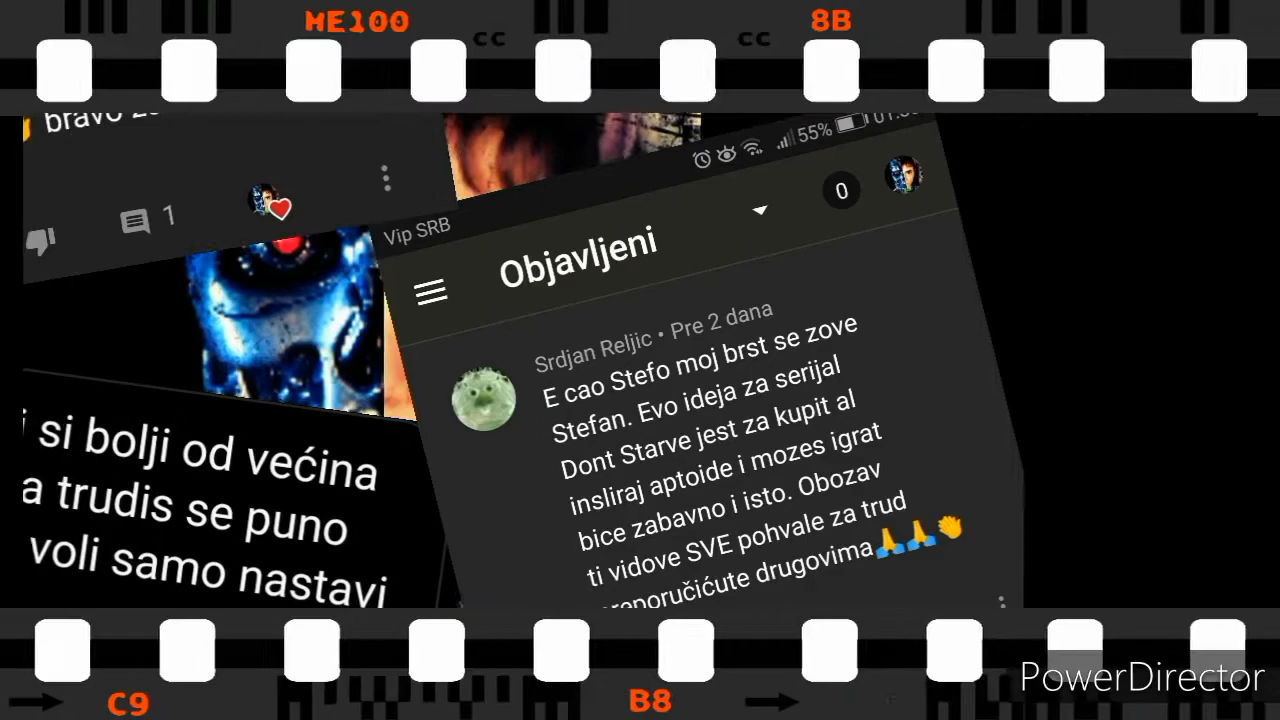 ME100
8B
cc
cc
bravo
1
Vip SRB
55%
Objavljeni
0
Srdjan Reljic • Pre 2 dana
E cao Stefo moj brst se zove
Stefan. Evo ideja za serijal
Dont Starve jest za kupit al
insliraj aptoide i mozes igrat
bice zabavno i isto. Obozav
ti vidove SVE pohvale za trud
drugovima🙏🙏👏
si bolji od većina
a trudis se puno
voli samo nastavi
C9
B8
PowerDirector